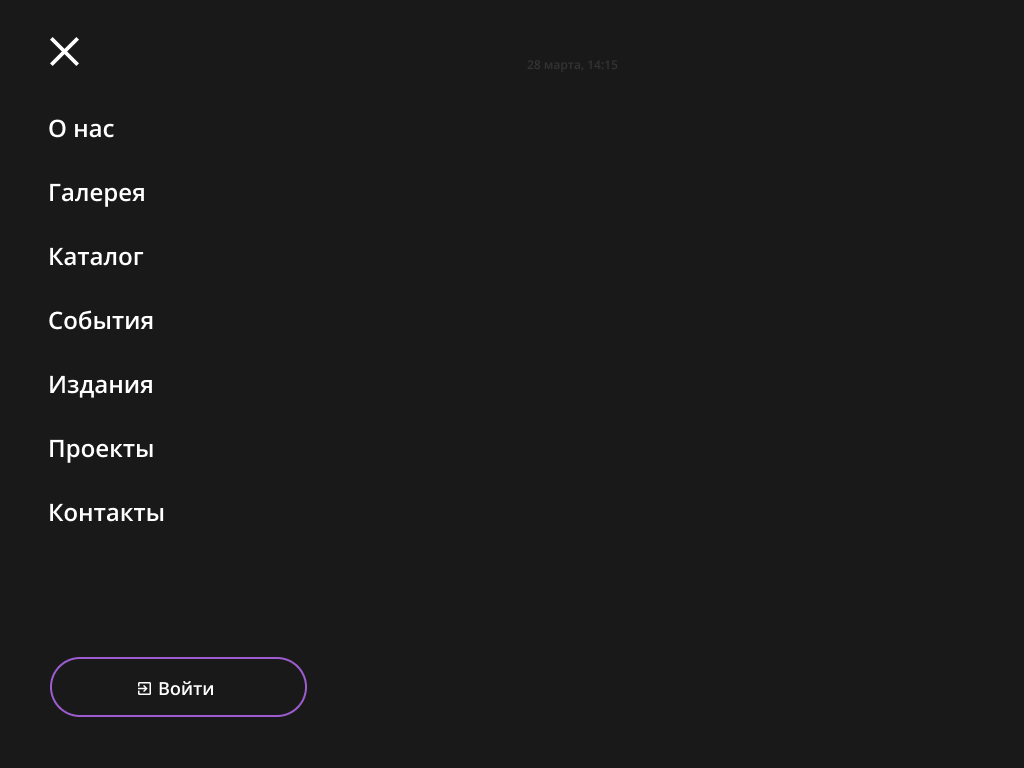 28 марта, 14:15
О нас
Галерея
Каталог
События
Издания
Проекты
Контакты
Войти